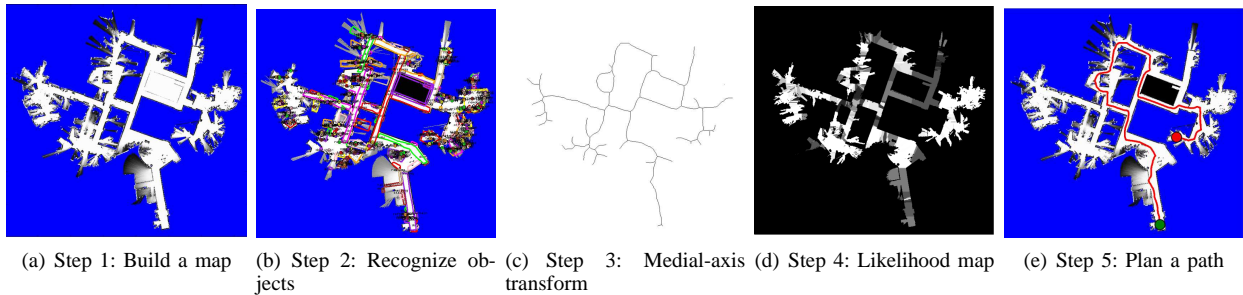 (a) Step 1: Build a map
(b) Step 2: Recognize ob-
jects
(c) Step 3: Medial-axis
transform
(d) Step 4: Likelihood map
(e) Step 5: Plan a path